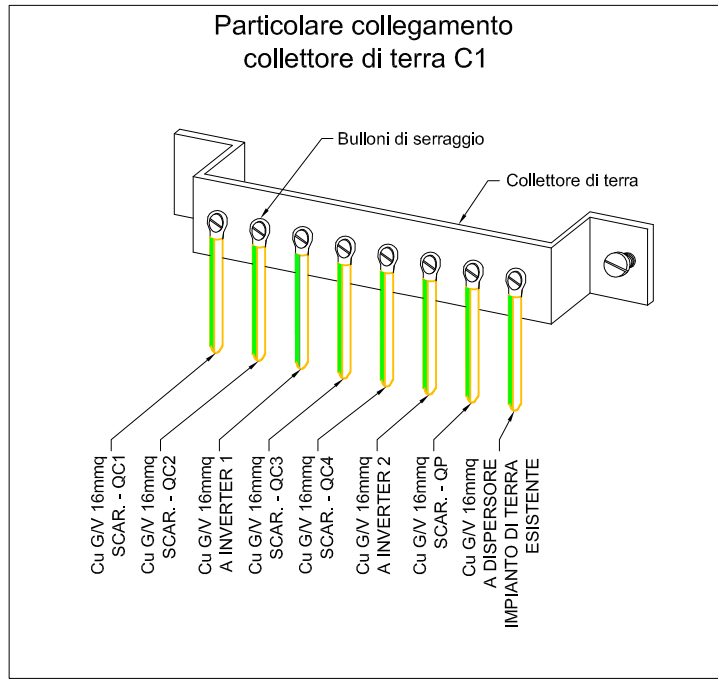 Particolare collegamento
collettore di terra C1
Bulloni di serraggio
Collettore di terra
Cu G/V 16mmq
SCAR. - QC1
Cu G/V 16mmq
SCAR. - QC2
Cu G/V 16mmq
A INVERTER 1
Cu G/V 16mmq
SCAR. - QC3
Cu G/V 16mmq
SCAR. - QC4
Cu G/V 16mmq
A INVERTER 2
Cu G/V 16mmq
SCAR. - QP
Cu G/V 16mmq
A DISPERSORE
IMPIANTO DI TERRA
ESISTENTE